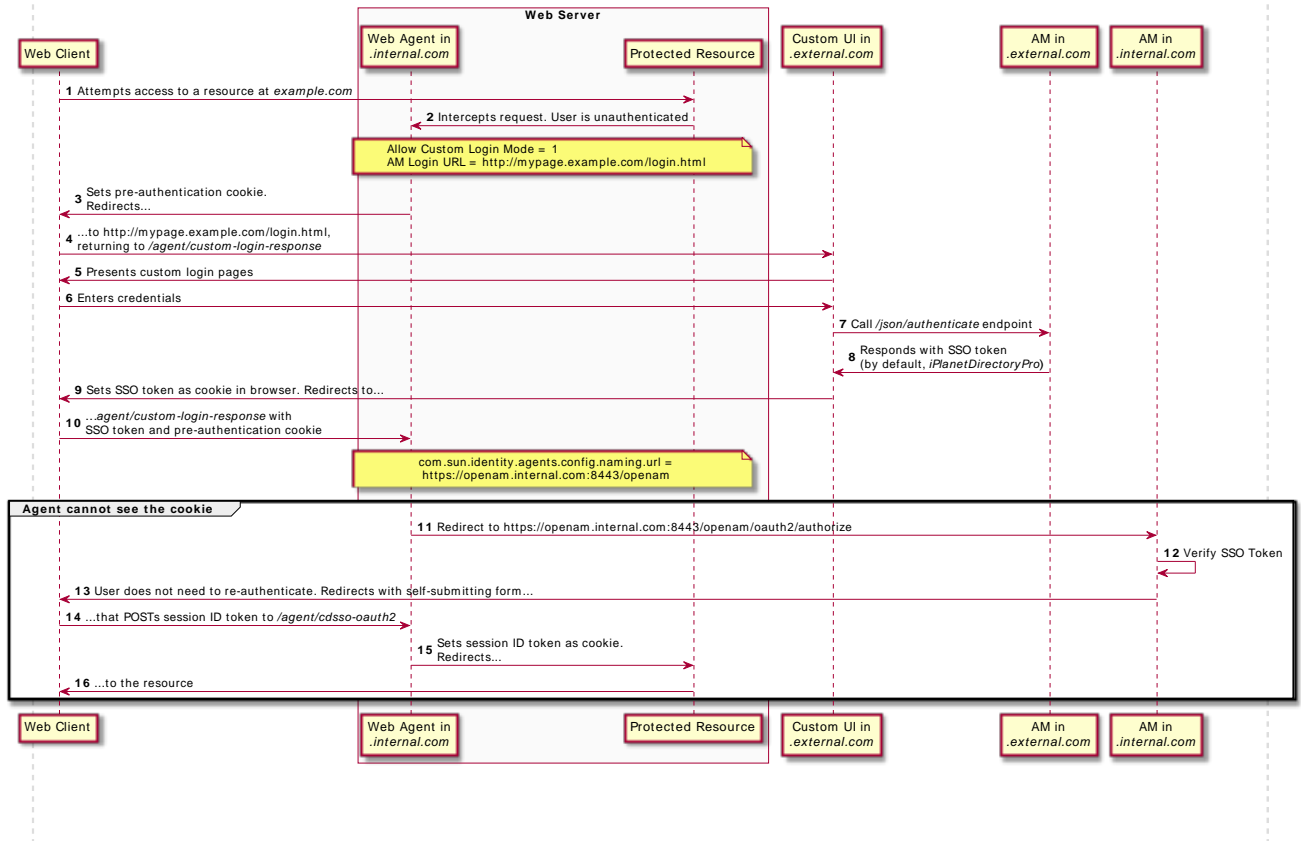 Web Server
Web Client
Web Agent in
.internal.com
Protected Resource
Custom UI in
.external.com
AM in
.external.com
AM in
.internal.com
1 Attempts access to a resource at example.com
2 Intercepts request. User is unauthenticated
Allow Custom Login Mode = 1
AM Login URL = http://mypage.example.com/login.html
3 Sets pre-authentication cookie.
Redirects...
4 ...to http://mypage.example.com/login.html,
returning to /agent/custom-login-response
5 Presents custom login pages
6 Enters credentials
7 Call /json/authenticate endpoint
8 Responds with SSO token
(by default, iPlanetDirectoryPro)
9 Sets SSO token as cookie in browser. Redirects to...
10 ...agent/custom-login-response with
SSO token and pre-authentication cookie
com.sun.identity.agents.config.naming.url =
https://openam.internal.com:8443/openam
Agent cannot see the cookie
11 Redirect to https://openam.internal.com:8443/openam/oauth2/authorize
12 Verify SSO Token
13 User does not need to re-authenticate. Redirects with self-submitting form...
14 ...that POSTs session ID token to /agent/cdsso-oauth2
15 Sets session ID token as cookie.
Redirects...
16 ...to the resource
Web Client
Web Agent in
.internal.com
Protected Resource
Custom UI in
.external.com
AM in
.external.com
AM in
.internal.com